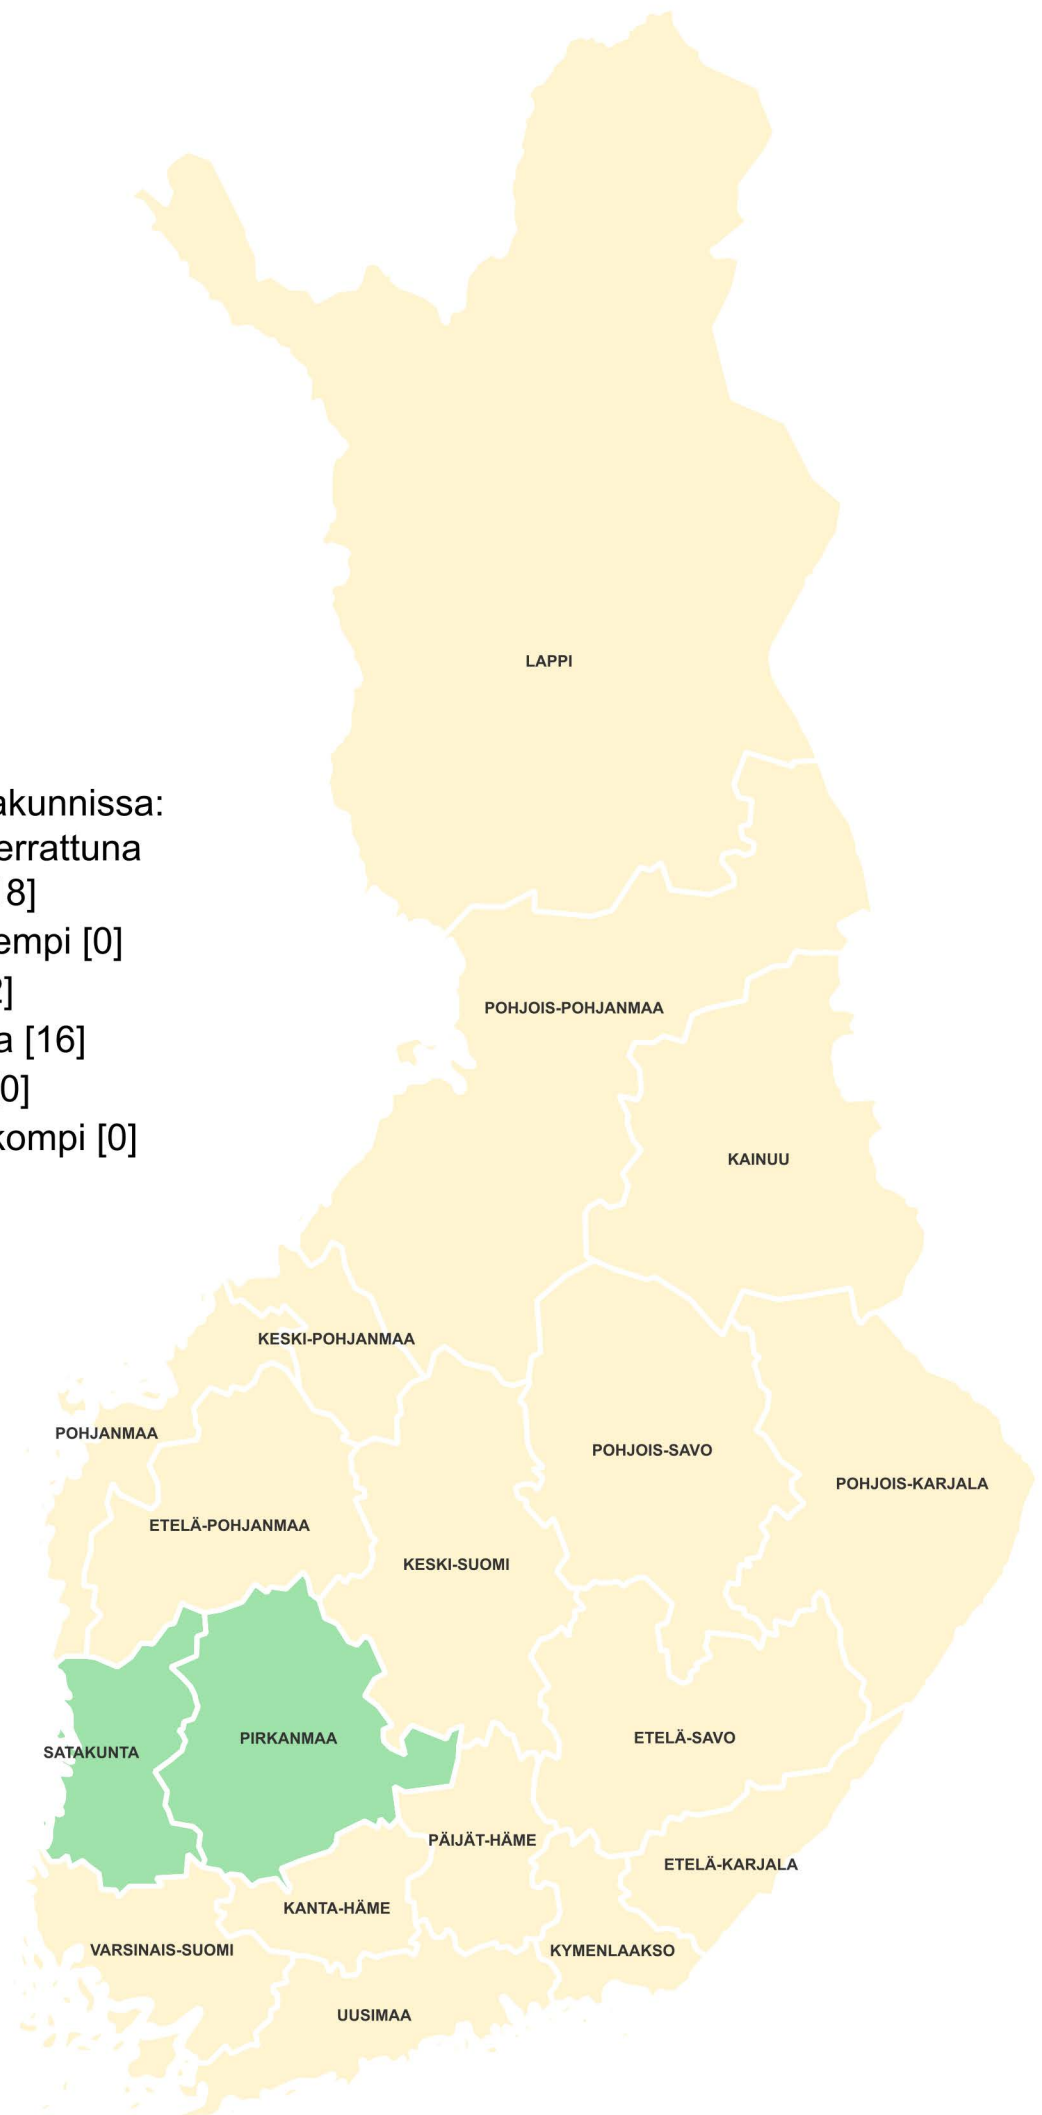 LAPPI
akunnissa:
errattuna
8]
empi [0]
2]
a [16]
0]
kompi [0]
POHJOIS-POHJANMAA
KAINUU
KESKI-POHJANMAA
POHJANMAA
POHJOIS-SAVO
POHJOIS-KARJALA
ETELÄ-POHJANMAA
KESKI-SUOMI
PIRKANMAA
ETELÄ-SAVO
SATAKUNTA
PÄIJÄT-HÄME
ETELÄ-KARJALA
KANTA-HÄME
VARSINAIS-SUOMI
KYMENLAAKSO
UUSIMAA